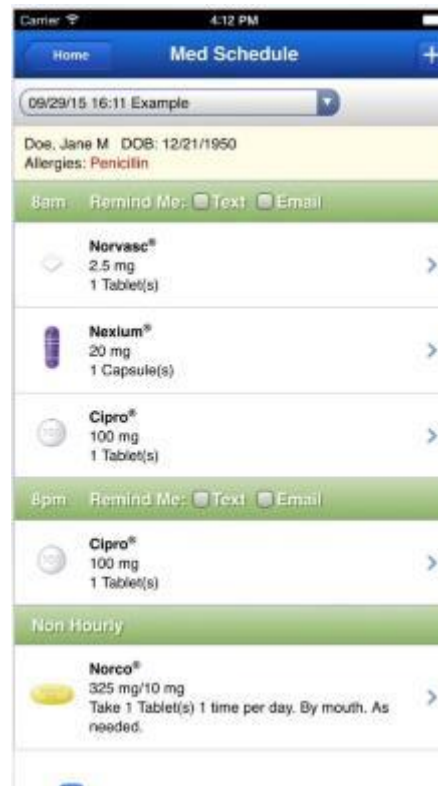 Carrier 4:12 PM
Home Med Schedule +
09/29/15 16:11 Example
Doe, Jane M DOB: 12/21/1950
Allergies: Penicillin
8am Remind Me: Text Email
Norvasc®
2.5 mg
1 Tablet(s)
Nexium®
20 mg
1 Capsule(s)
Cipro®
100 mg
1 Tablet(s)
8pm Remind Me: Text Email
Cipro®
100 mg
1 Tablet(s)
Non Hourly
Norco®
325 mg/10 mg
Take 1 Tablet(s) 1 time per day. By mouth. As
needed.